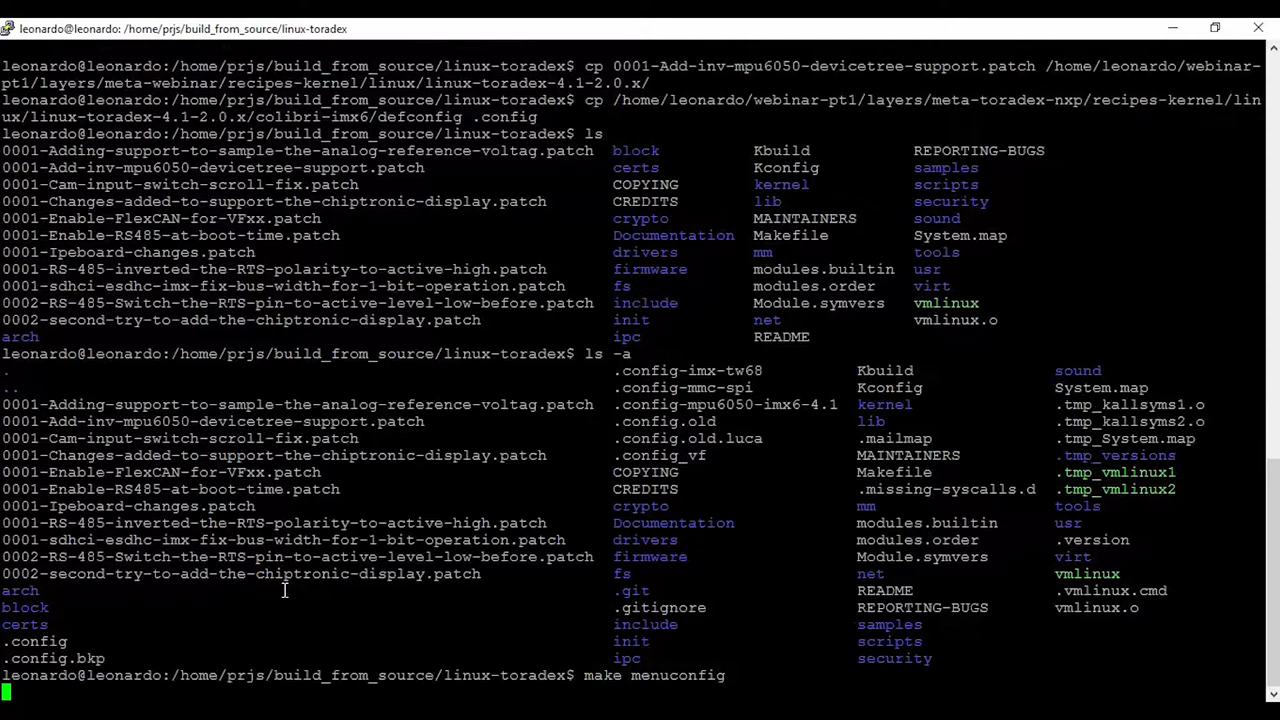 leonardo@leonardo: /home/prjs/build_from_source/linux-toradex
leonardo@leonardo:/home/prjs/build_from_source/linux-toradex$ cp 0001-Add-inv-mpu6050-devicetree-support.patch /home/leonardo/webinar-
pt1/layers/meta-webinar/recipes-kernel/linux/linux-toradex-4.1-2.0.x/
leonardo@leonardo:/home/prjs/build_from_source/linux-toradex$ cp /home/leonardo/webinar-pt1/layers/meta-toradex-nxp/recipes-kernel/lin
ux/linux-toradex-4.1-2.0.x/colibri-imx6/defconfig .config
leonardo@leonardo:/home/prjs/build_from_source/linux-toradex$ ls
0001-Adding-support-to-sample-the-analog-reference-voltag.patch block Kbuild REPORTING-BUGS
0001-Add-inv-mpu6050-devicetree-support.patch certs Kconfig samples
0001-Cam-input-switch-scroll-fix.patch COPYING kernel scripts
0001-Changes-added-to-support-the-chiptronic-display.patch CREDITS lib security
0001-Enable-FlexCAN-for-VFxx.patch crypto MAINTAINERS sound
0001-Enable-RS485-at-boot-time.patch Documentation Makefile System.map
0001-Ipeboard-changes.patch drivers mm tools
0001-RS-485-inverted-the-RTS-polarity-to-active-high.patch firmware modules.builtin usr
0001-sdhci-esdhc-imx-fix-bus-width-for-1-bit-operation.patch fs modules.order virt
0002-RS-485-Switch-the-RTS-pin-to-active-level-low-before.patch include Module.symvers vmlinux
0002-second-try-to-add-the-chiptronic-display.patch init net vmlinux.o
arch ipc README
leonardo@leonardo:/home/prjs/build_from_source/linux-toradex$ ls -a
. .config-imx-tw68 Kbuild sound
.. .config-mmc-spi Kconfig System.map
0001-Adding-support-to-sample-the-analog-reference-voltag.patch .config-mpu6050-imx6-4.1 kernel .tmp_kallsyms1.o
0001-Add-inv-mpu6050-devicetree-support.patch .config.old lib .tmp_kallsyms2.o
0001-Cam-input-switch-scroll-fix.patch .config.old.luca .mailmap .tmp_System.map
0001-Changes-added-to-support-the-chiptronic-display.patch .config_vf MAINTAINERS .tmp_versions
0001-Enable-FlexCAN-for-VFxx.patch COPYING Makefile .tmp_vmlinux1
0001-Enable-RS485-at-boot-time.patch CREDITS .missing-syscalls.d .tmp_vmlinux2
0001-Ipeboard-changes.patch crypto mm tools
0001-RS-485-inverted-the-RTS-polarity-to-active-high.patch Documentation modules.builtin usr
0001-sdhci-esdhc-imx-fix-bus-width-for-1-bit-operation.patch drivers modules.order .version
0002-RS-485-Switch-the-RTS-pin-to-active-level-low-before.patch firmware Module.symvers virt
0002-second-try-to-add-the-chiptronic-display.patch fs net vmlinux
arch .git README .vmlinux.cmd
block .gitignore REPORTING-BUGS vmlinux.o
certs include samples
.config init scripts
.config.bkp ipc security
leonardo@leonardo:/home/prjs/build_from_source/linux-toradex$ make menuconfig